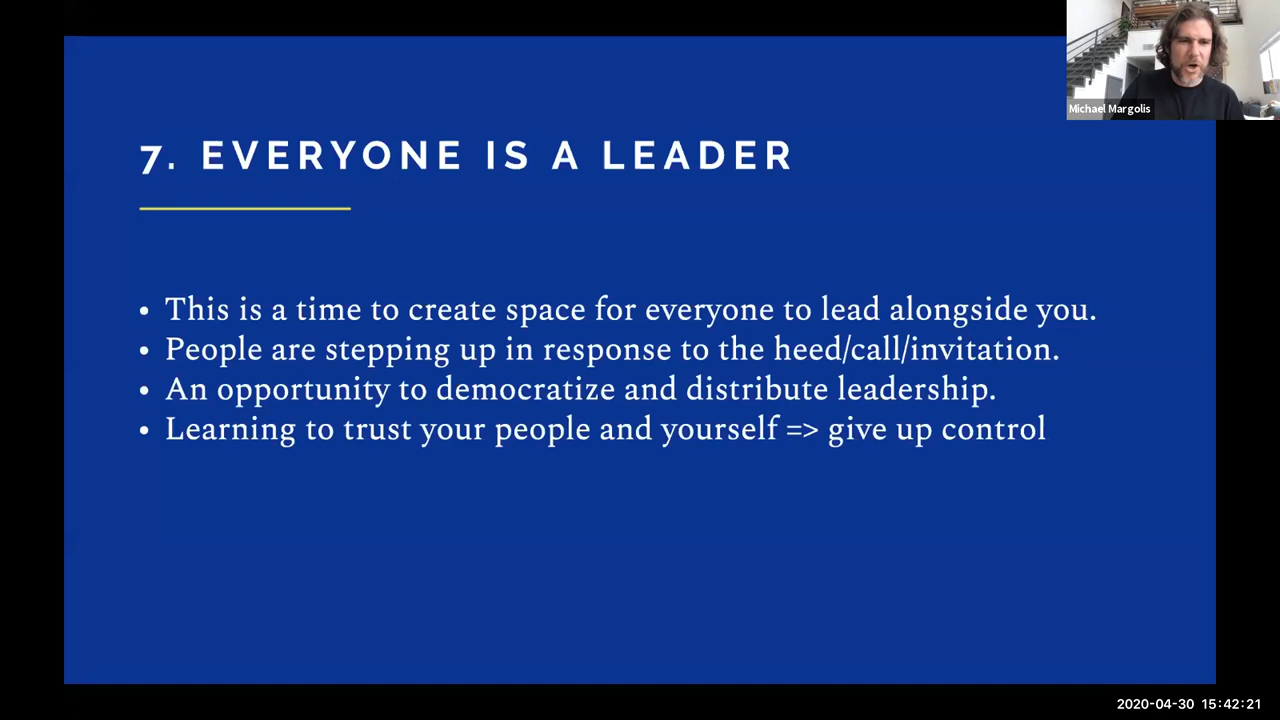 Michael Margolis
7. EVERYONE IS A LEADER
• This is a time to create space for everyone to lead alongside you.
• People are stepping up in response to the heed/call/invitation.
• An opportunity to democratize and distribute leadership.
• Learning to trust your people and yourself => give up control
2020-04-30 15:42:21